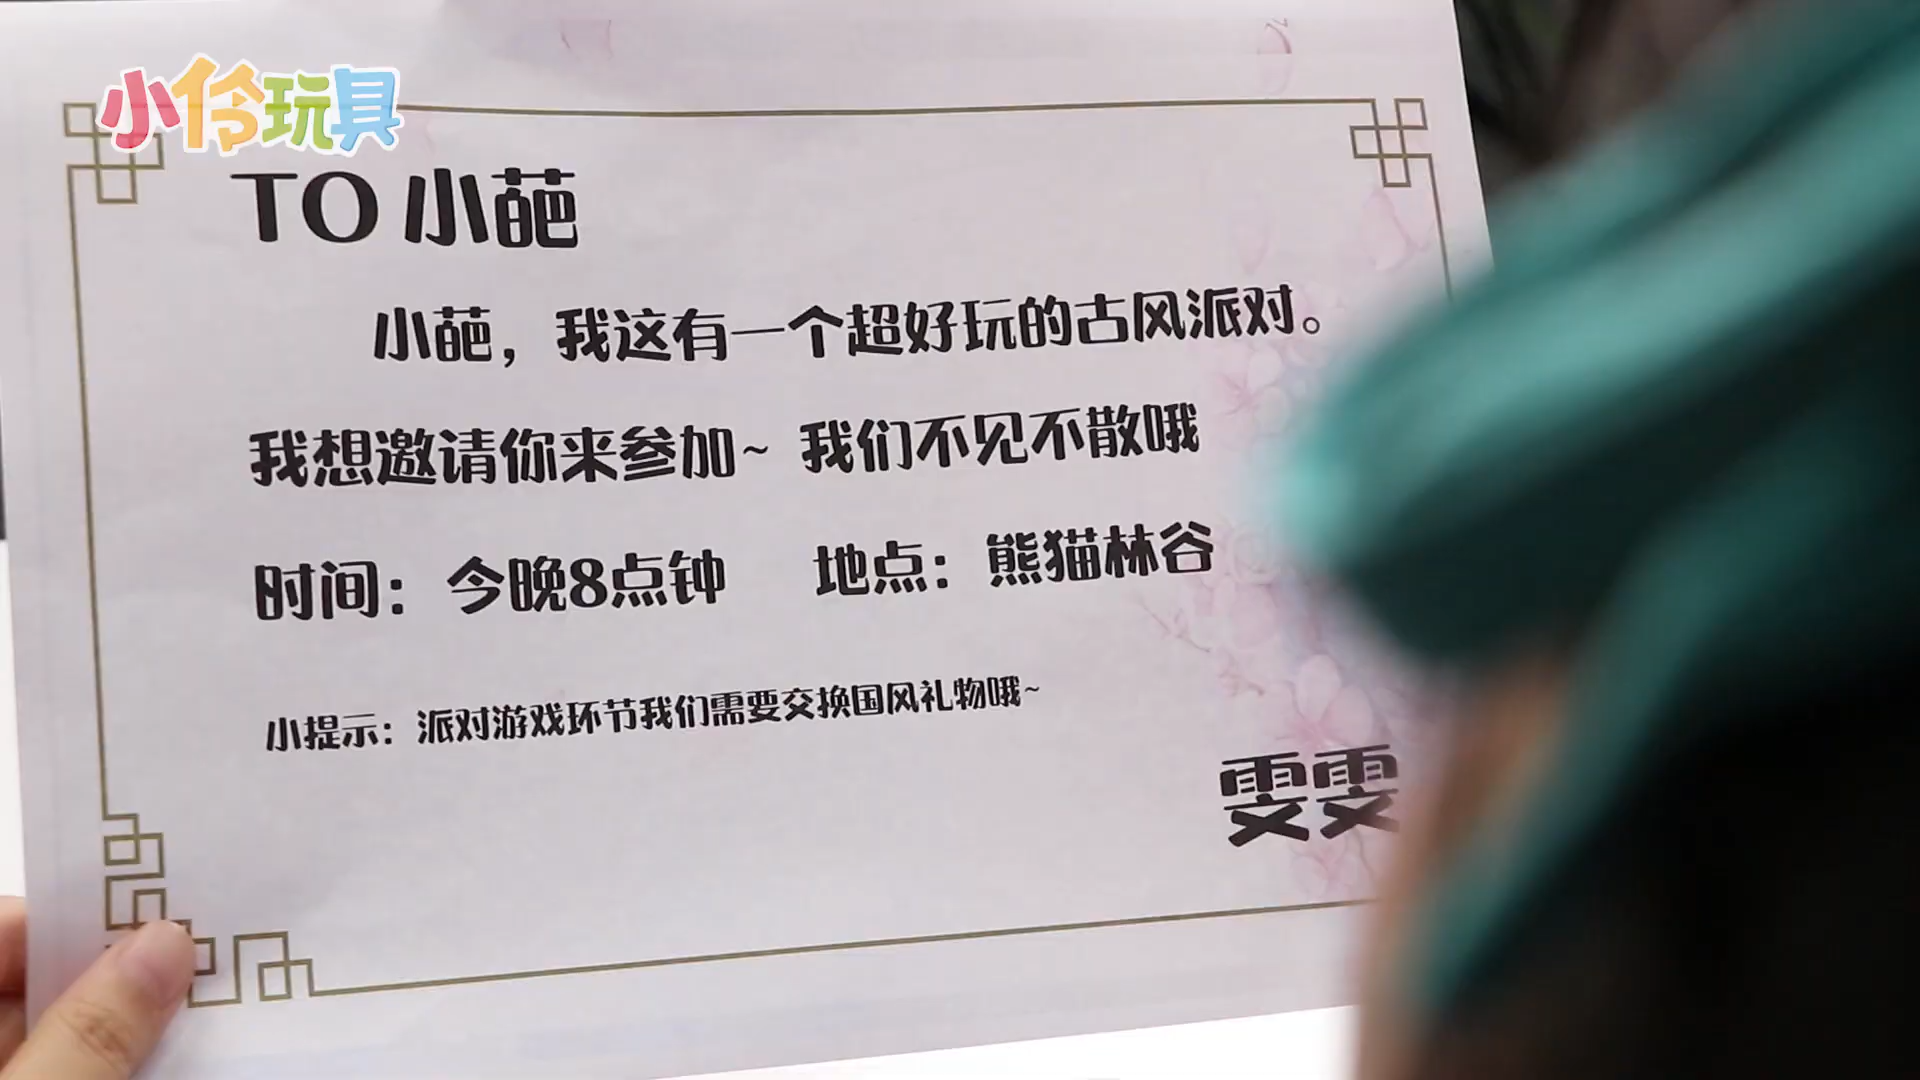 小伶玩具
TO 小葩
小葩，我这有一个超好玩的古风派对。
我想邀请你来参加~ 我们不见不散哦
时间：今晚8点钟 地点：熊猫林谷
小提示：派对游戏环节我们需要交换国风礼物哦~
雯雯